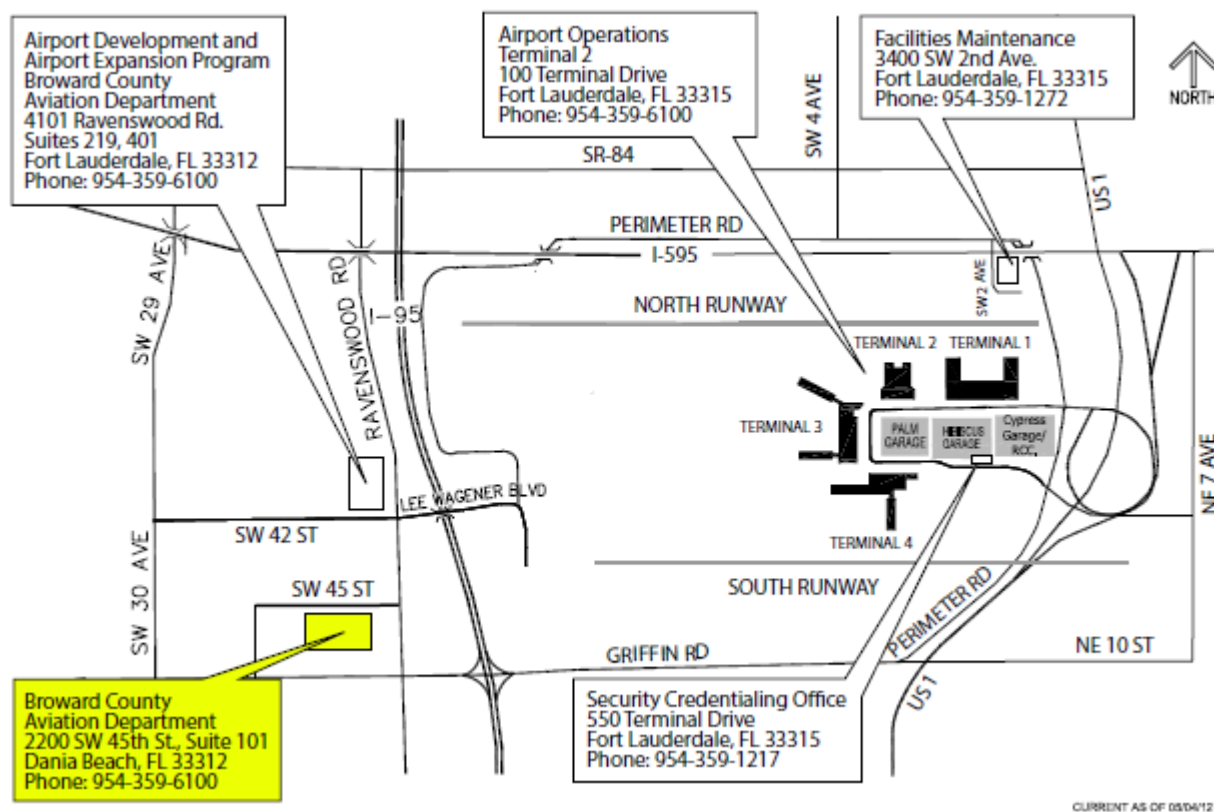 Airport Development and
Airport Expansion Program
Broward County
Aviation Department
4101 Ravenswood Rd.
Suites 219, 401
Fort Lauderdale, FL 33312
Phone: 954-359-6100
Airport Operations
Terminal 2
100 Terminal Drive
Fort Lauderdale, FL 33315
Phone: 954-359-6100
Facilities Maintenance
3400 SW 2nd Ave.
Fort Lauderdale, FL 33315
Phone: 954-359-1272
NORTH
SW 4 AVE
SR-84
US 1
PERIMETER RD
I-595
SW 29 AVE
RAVENSWOOD RD
I-95
SW 2 AVE
NORTH RUNWAY
TERMINAL 2
TERMINAL 1
TERMINAL 3
PALM
GARAGE
HIBISCUS
GARAGE
Cypress
Garage/
RCC
NE 7 AVE
LEE WAGENER BLVD
SW 42 ST
TERMINAL 4
SW 30 AVE
SW 45 ST
SOUTH RUNWAY
PERIMETER RD
GRIFFIN RD
NE 10 ST
US 1
Broward County
Aviation Department
2200 SW 45th St., Suite 101
Dania Beach, FL 33312
Phone: 954-359-6100
Security Credentialing Office
550 Terminal Drive
Fort Lauderdale, FL 33315
Phone: 954-359-1217
CURRENT AS OF 08/04/12